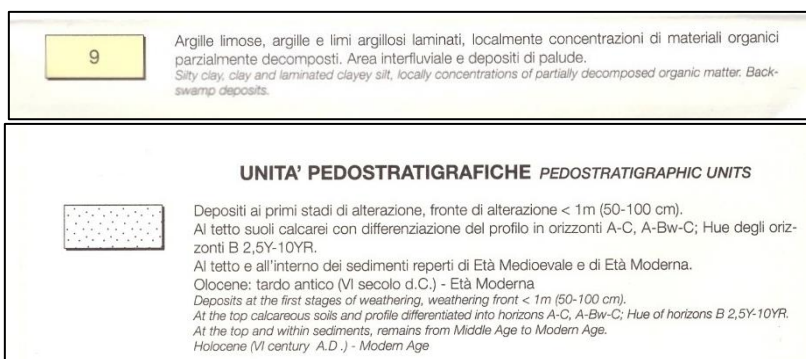 9
Argille limose, argille e limi argillosi laminati, localmente concentrazioni di materiali organici
parzialmente decomposti. Area interfluviale e depositi di palude.
Silty clay, clay and laminated clayey silt, locally concentrations of partially decomposed organic matter. Back-
swamp deposits.
UNITA' PEDOSTRATIGRAFICHE PEDOSTRATIGRAPHIC UNITS
Depositi ai primi stadi di alterazione, fronte di alterazione < 1m (50-100 cm).
Al tetto suoli calcarei con differenziazione del profilo in orizzonti A-C, A-Bw-C; Hue degli oriz-
zonti B 2,5Y-10YR.
Al tetto e all'interno dei sedimenti reperti di Età Medioevale e di Età Moderna.
Olocene: tardo antico (VI secolo d.C.) - Età Moderna
Deposits at the first stages of weathering, weathering front < 1m (50-100 cm).
At the top calcareous soils and profile differentiated into horizons A-C, A-Bw-C; Hue of horizons B 2,5Y-10YR.
At the top and within sediments, remains from Middle Age to Modern Age.
Holocene (VI century A.D .) - Modern Age